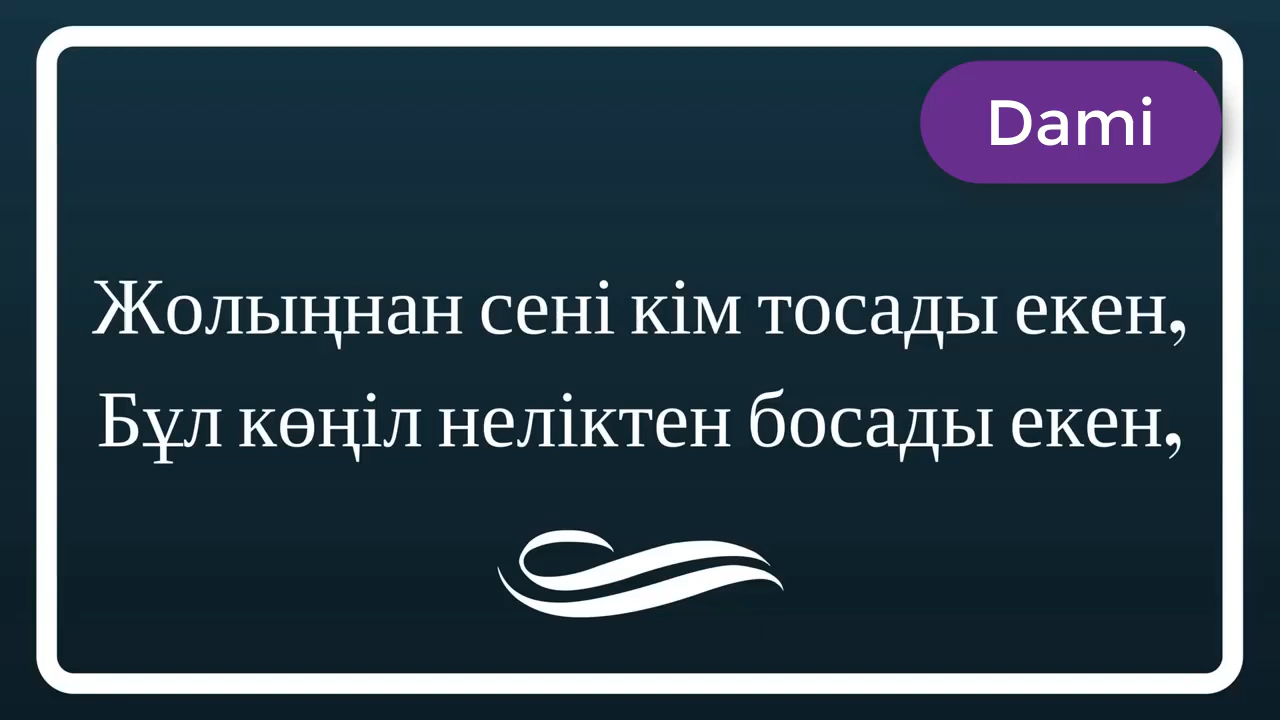 Dami
Жолыңнан сені кім тосады екен,
Бұл көңіл неліктен босады екен,